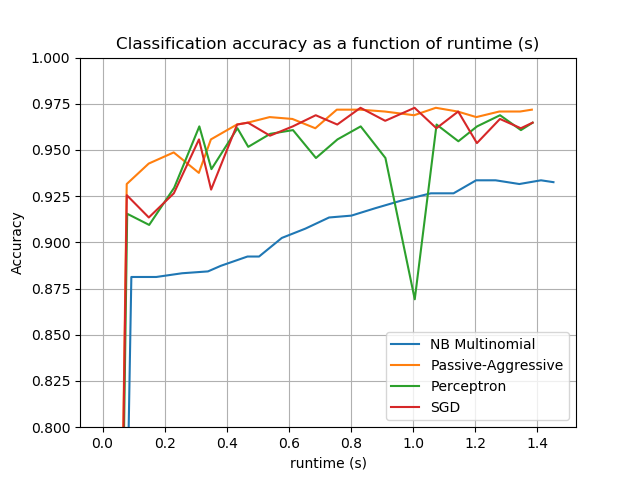 Classification accuracy as a function of runtime (s)
1.000
0.975
0.950
0.925
0.900
0.875
0.850
0.825
0.800
Accuracy
NB Multinomial
Passive-Aggressive
Perceptron
SGD
0.0 0.2 0.4 0.6 0.8 1.0 1.2 1.4
runtime (s)